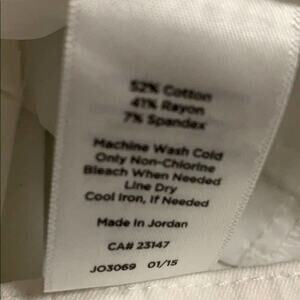 52% Cotton
41% Rayon
7% Spandex
Machine Wash Cold
Only Non-Chlorine
Bleach When Needed
Line Dry
Cool Iron, If Needed
Made In Jordan
CA# 23147
JO3069 01/15